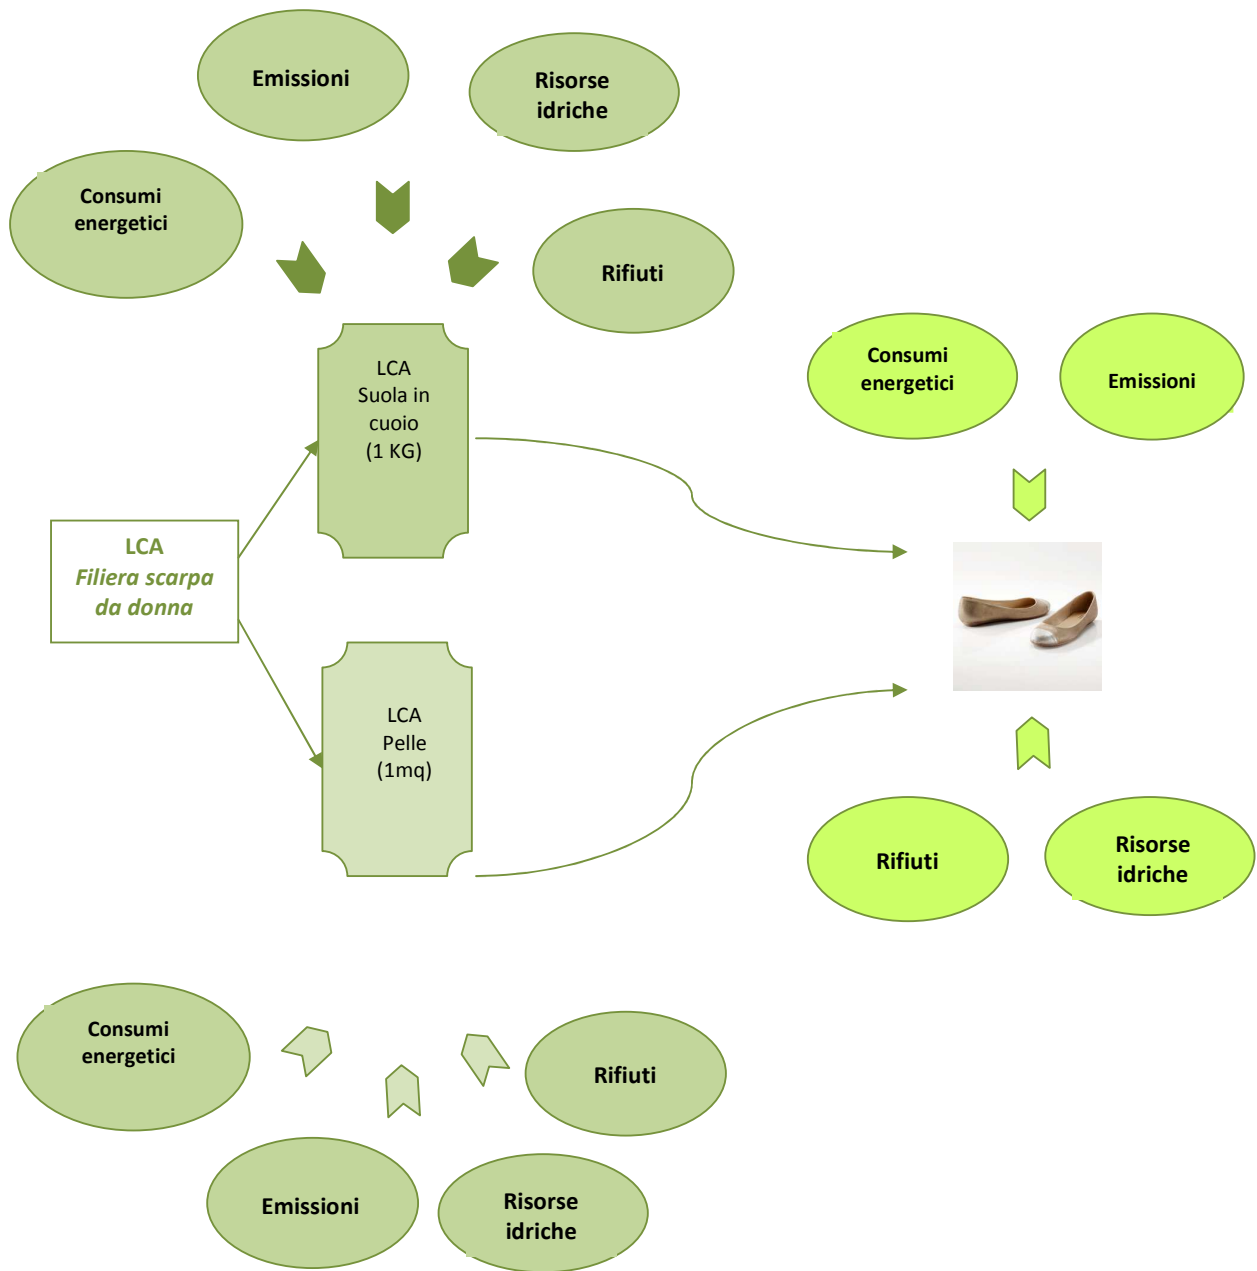 Emissioni
Risorse
idriche
Consumi
energetici
Rifiuti
LCA
Suola in
cuoio
(1 KG)
Consumi
energetici
Emissioni
LCA
Filiera scarpa
da donna
LCA
Pelle
(1mq)
Rifiuti
Risorse
idriche
Consumi
energetici
Rifiuti
Emissioni
Risorse
idriche